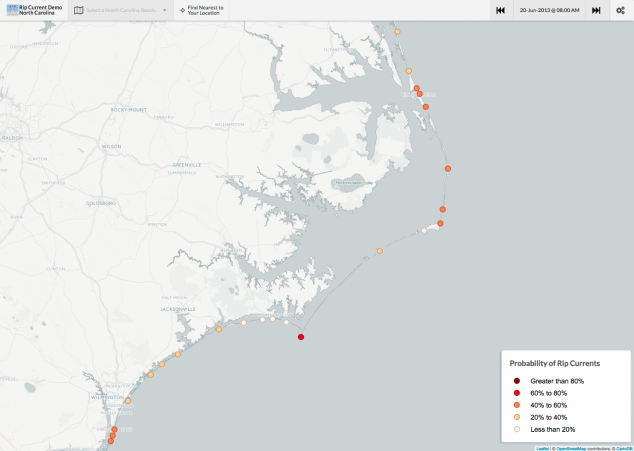 Rip Current Demo
North Carolina
Select a North Carolina Beach...
Find Nearest to
Your Location
20-Jun-2013 @ 08:00 AM
ROCKY MOUNT
WILSON
GREENVILLE
RALEIGH
GOLDSBORO
KINSTON
CLINTON
JACKSONVILLE
WILMINGTON
Probability of Rip Currents
Greater than 80%
60% to 80%
40% to 60%
20% to 40%
Less than 20%
Leaflet | © OpenStreetMap contributors, © CartoDB